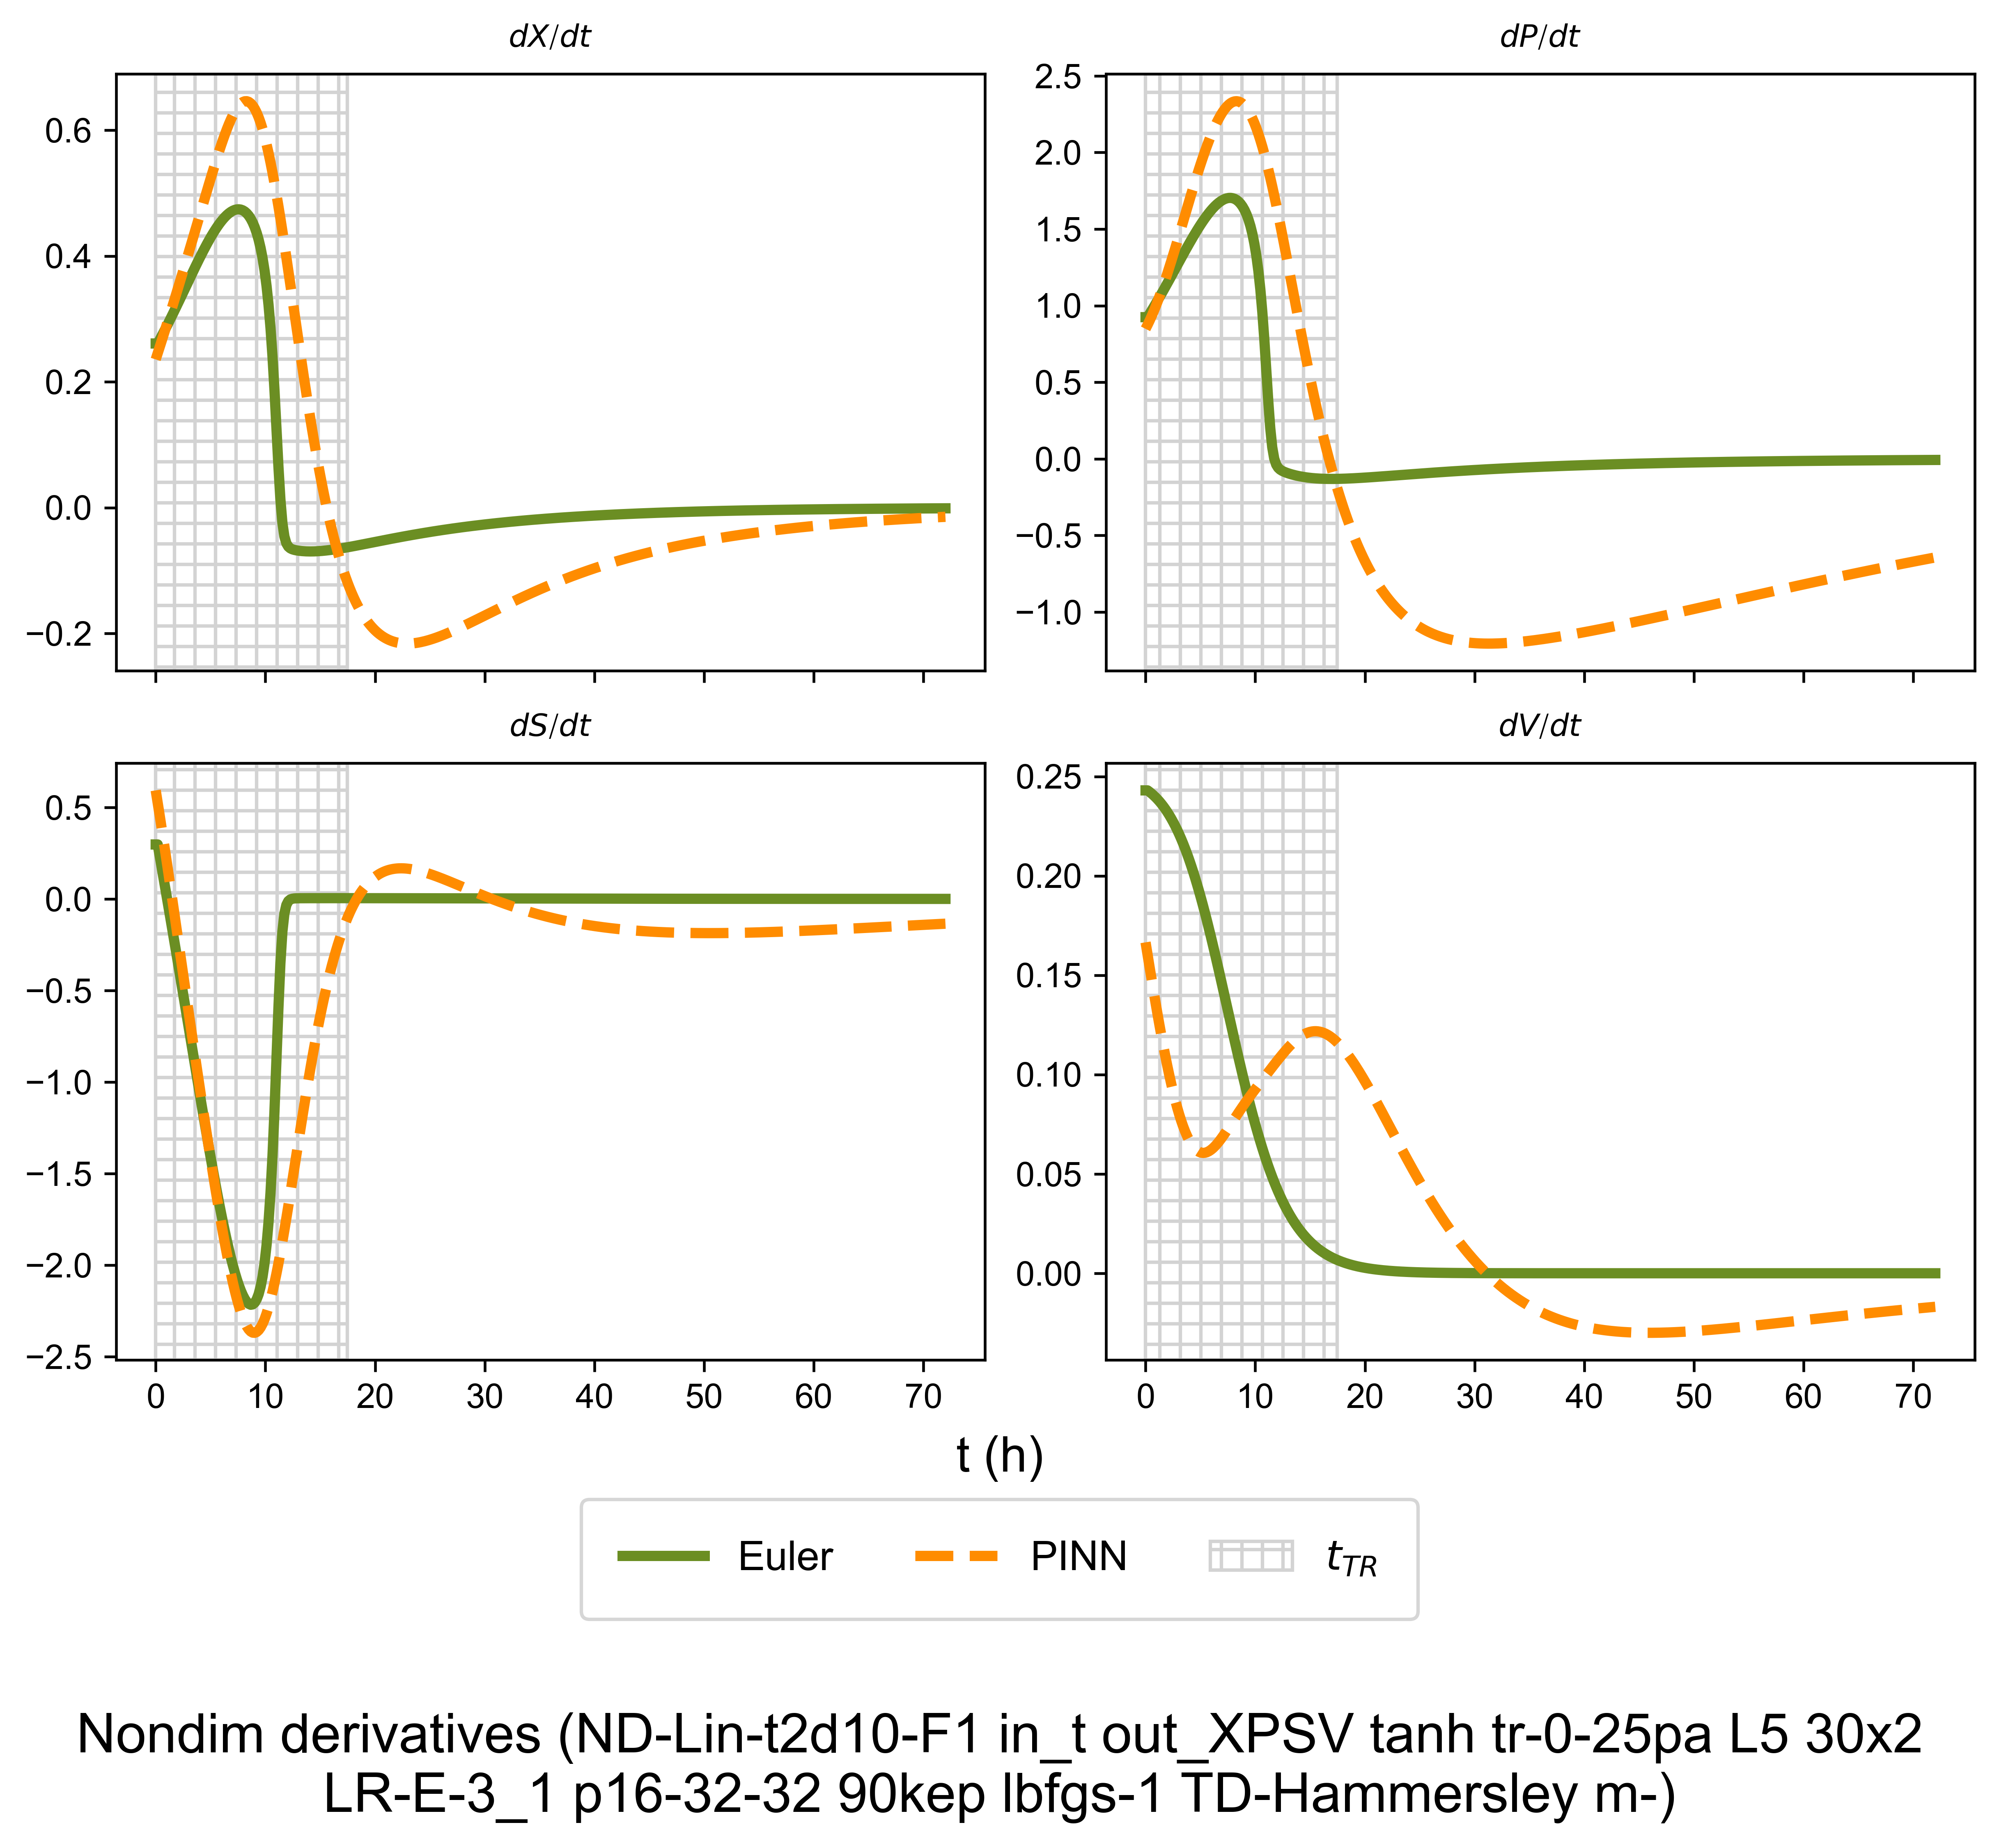 dX/dt
dP/dt
0.6
0.4
0.2
0.0
−0.2
2.5
2.0
1.5
1.0
0.5
0.0
−0.5
−1.0
dS/dt
dV/dt
0.5
0.0
−0.5
−1.0
−1.5
−2.0
−2.5
0 10 20 30 40 50 60 70
0.25
0.20
0.15
0.10
0.05
0.00
0 10 20 30 40 50 60 70
t (h)
Euler PINN t_TR
Nondim derivatives (ND-Lin-t2d10-F1 in_t out_XPSV tanh tr-0-25pa L5 30x2
LR-E-3_1 p16-32-32 90kep lbfgs-1 TD-Hammersley m-)